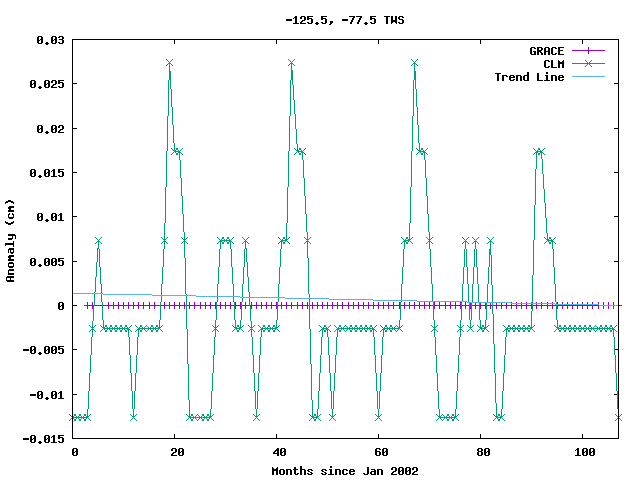 -125.5, -77.5 TWS
0.03
0.025
0.02
0.015
0.01
0.005
0
-0.005
-0.01
-0.015
Anomaly (cm)
GRACE
CLM
Trend Line
0 20 40 60 80 100
Months since Jan 2002